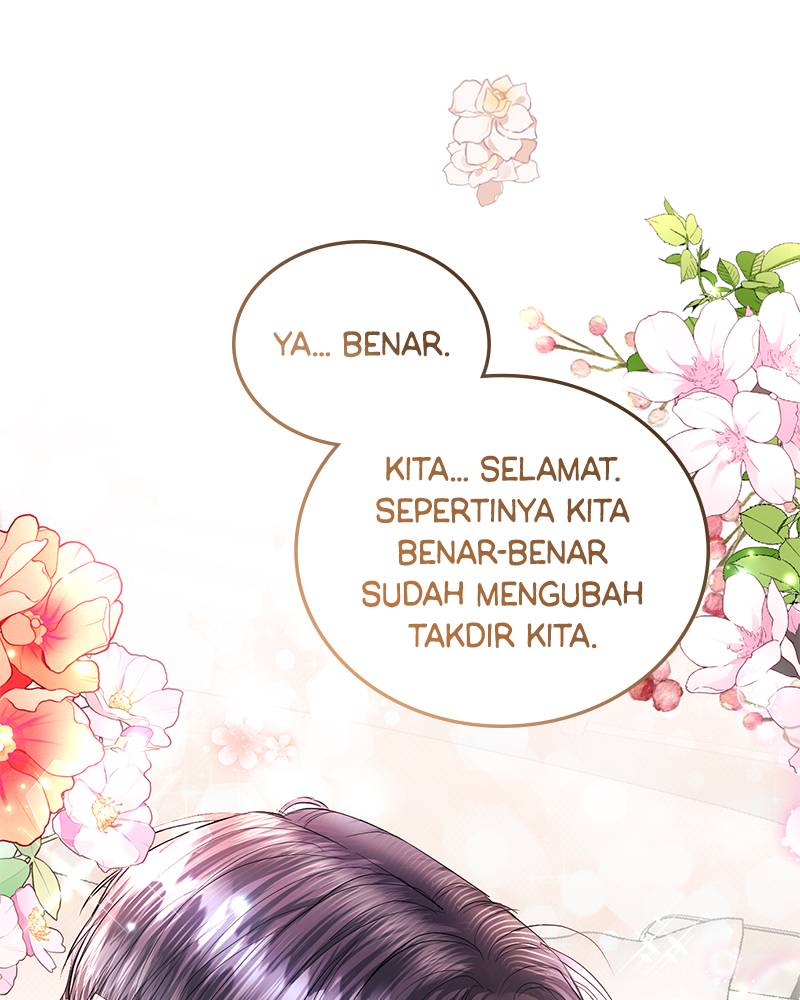 YA... BENAR.
KITA... SELAMAT.
SEPERTINYA KITA
BENAR-BENAR
SUDAH MENGUBAH
TAKDIR KITA.